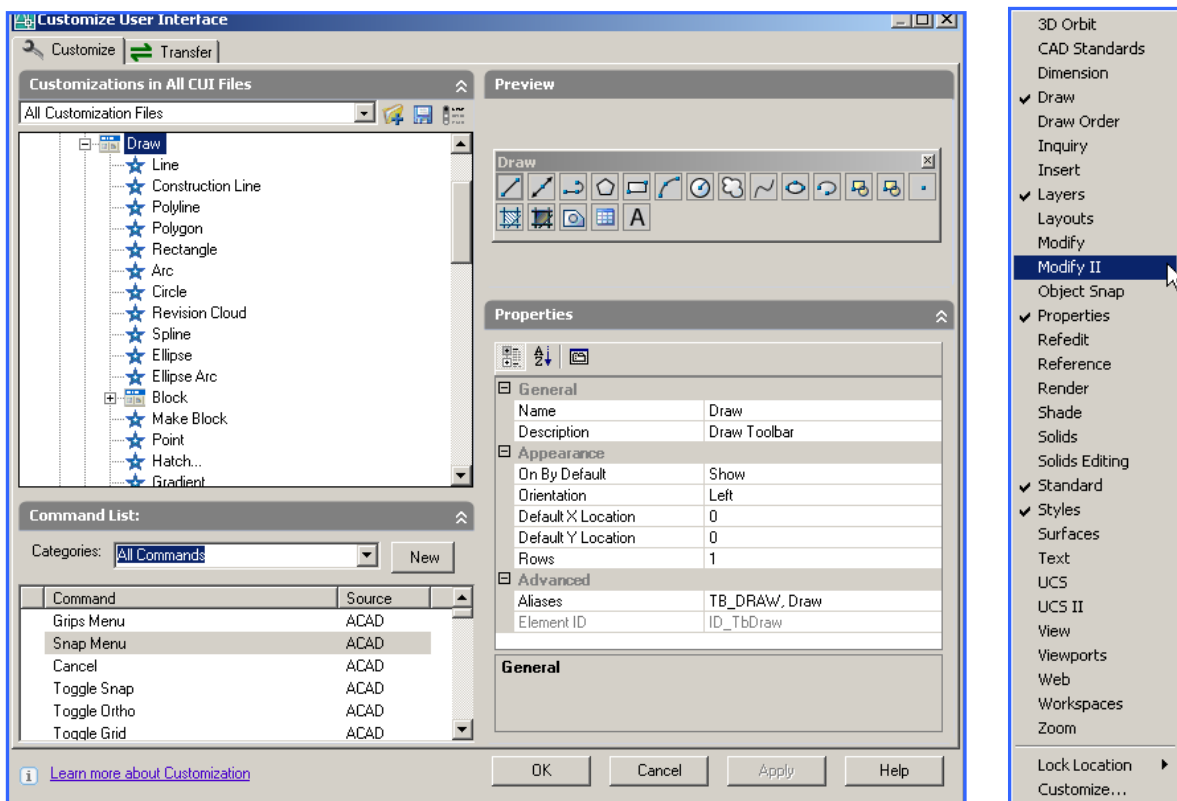 Customize User Interface
Customize
Transfer
Customizations in All CUI Files
All Customization Files
Draw
Line
Construction Line
Polyline
Polygon
Rectangle
Arc
Circle
Revision Cloud
Spline
Ellipse
Ellipse Arc
Block
Make Block
Point
Hatch...
Gradient
Command List:
Categories: All Commands New
Command Source
Grips Menu ACAD
Snap Menu ACAD
Cancel ACAD
Toggle Snap ACAD
Toggle Ortho ACAD
Toggle Grid ACAD
Learn more about Customization
Preview
Draw
A
Properties
General
Name Draw
Description Draw Toolbar
Appearance
On By Default Show
Orientation Left
Default X Location 0
Default Y Location 0
Rows 1
Advanced
Aliases TB_DRAW, Draw
Element ID ID_TbDraw
General
OK Cancel Apply Help
3D Orbit
CAD Standards
Dimension
Draw
Draw Order
Inquiry
Insert
Layers
Layouts
Modify
Modify II
Object Snap
Properties
Refedit
Reference
Render
Shade
Solids
Solids Editing
Standard
Styles
Surfaces
Text
UCS
UCS II
View
Viewports
Web
Workspaces
Zoom
Lock Location
Customize...